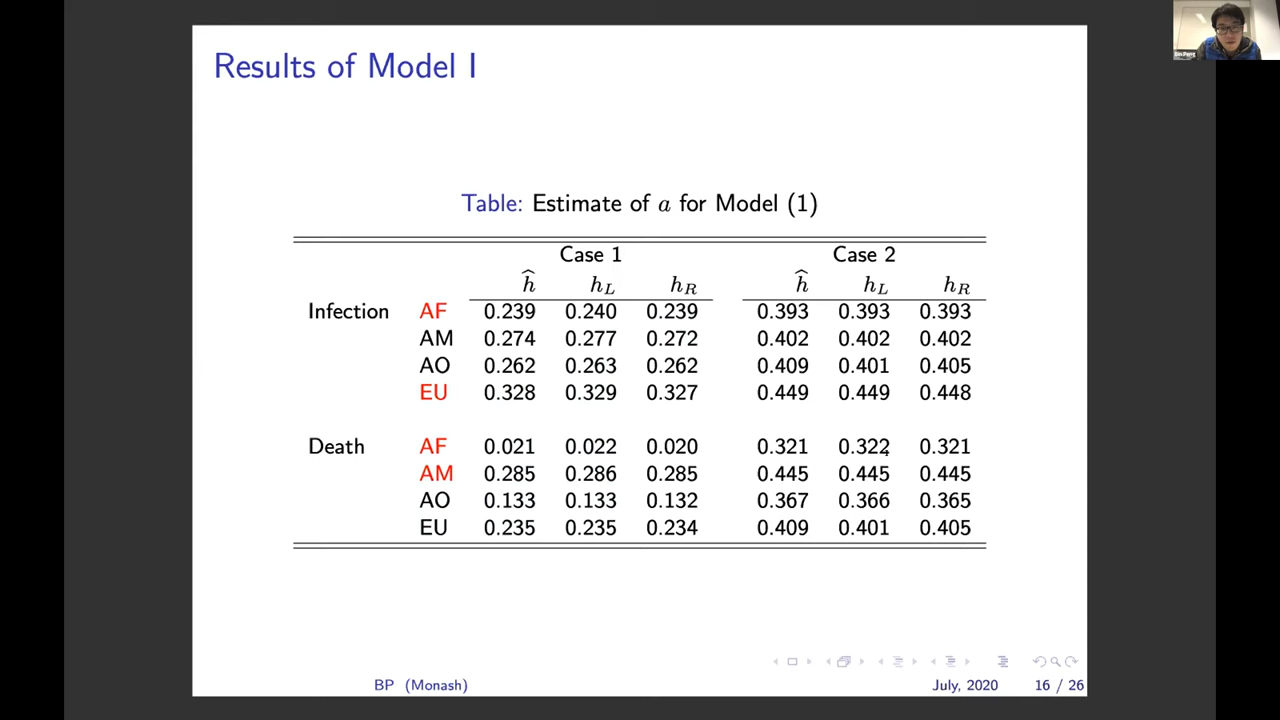 Results of Model I
Table: Estimate of a for Model (1)
Case 1 Case 2
ĥ h_L h_R ĥ h_L h_R
Infection AF 0.239 0.240 0.239 0.393 0.393 0.393
AM 0.274 0.277 0.272 0.402 0.402 0.402
AO 0.262 0.263 0.262 0.409 0.401 0.405
EU 0.328 0.329 0.327 0.449 0.449 0.448
Death AF 0.021 0.022 0.020 0.321 0.322 0.321
AM 0.285 0.286 0.285 0.445 0.445 0.445
AO 0.133 0.133 0.132 0.367 0.366 0.365
EU 0.235 0.235 0.234 0.409 0.401 0.405
BP (Monash) July, 2020 16 / 26